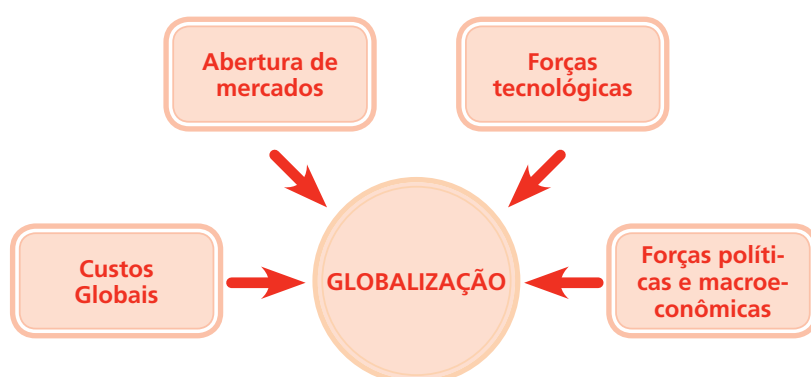 Abertura de
mercados
Forças
tecnológicas
Custos
Globais
GLOBALIZAÇÃO
Forças políti-
cas e macroe-
conômicas